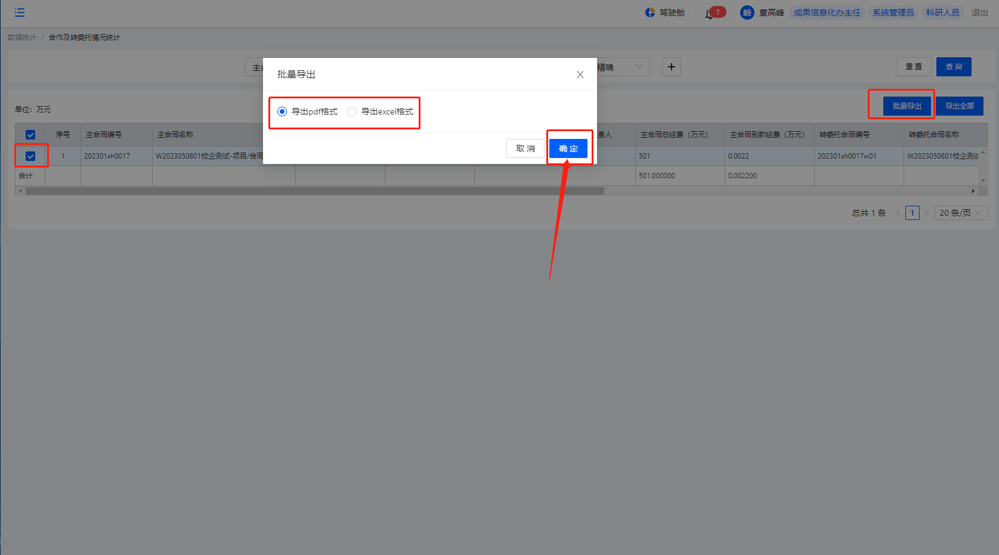 驾驶舱 7 峰 童高峰 成果信息化办主任 系统管理员 科研人员 退出
数据统计 / 合作及转委托情况统计
主合 精确 + 重置 查询
批量导出
导出pdf格式 导出excel格式
取消 确定
单位：万元 批量导出 导出全部
序号 主合同编号 主合同名称 责人 主合同总经费（万元） 主合同到款经费（万元） 转委托合同编号 转委托合同名称
1 202301xh0017 W2023050801校企测试-项目/合同 501 0.0022 202301xh0017w01 W2023050801校企测试
合计 501.000000 0.002200
总共 1 条 < 1 > 20 条/页